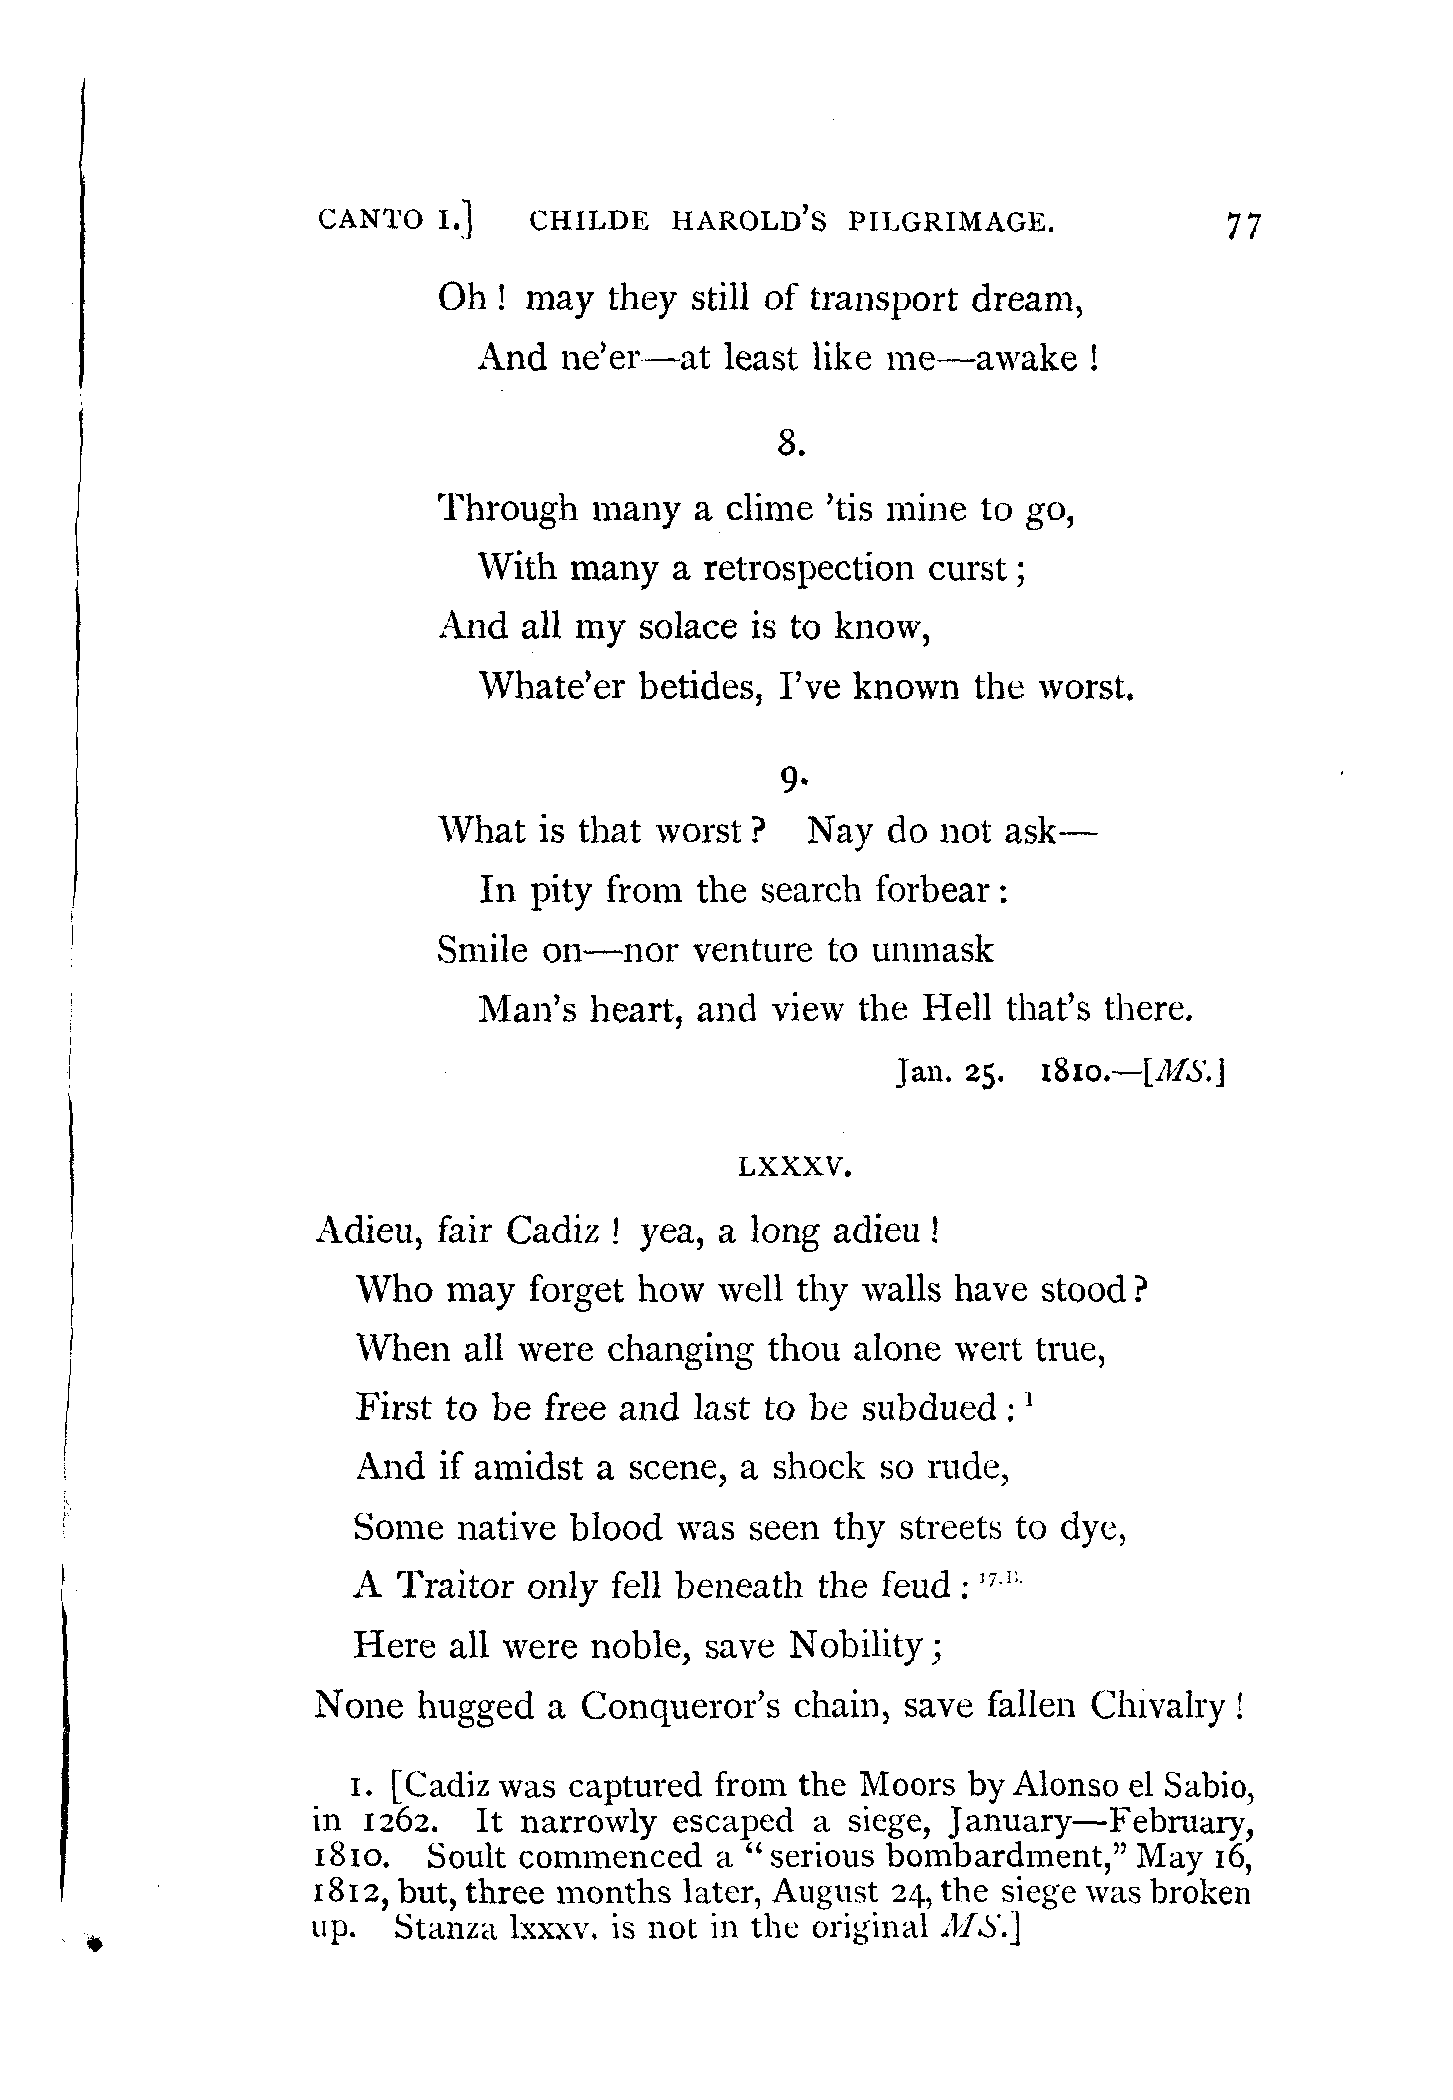 CANTO I.] CHILDE HAROLD'S PILGRIMAGE. 77
Oh! may they still of transport dream,
And ne'er—at least like me—awake!
8.
Through many a clime 'tis mine to go,
With many a retrospection curst;
And all my solace is to know,
Whate'er betides, I've known the worst.
9.
What is that worst? Nay do not ask—
In pity from the search forbear:
Smile on—nor venture to unmask
Man's heart, and view the Hell that's there.
Jan. 25. 1810.—[MS.]
LXXXV.
Adieu, fair Cadiz! yea, a long adieu!
Who may forget how well thy walls have stood?
When all were changing thou alone wert true,
First to be free and last to be subdued: 1
And if amidst a scene, a shock so rude,
Some native blood was seen thy streets to dye,
A Traitor only fell beneath the feud: 17.B.
Here all were noble, save Nobility;
None hugged a Conqueror's chain, save fallen Chivalry!
1. [Cadiz was captured from the Moors by Alonso el Sabio,
in 1262. It narrowly escaped a siege, January—February,
1810. Soult commenced a "serious bombardment," May 16,
1812, but, three months later, August 24, the siege was broken
up. Stanza lxxxv. is not in the original MS.]